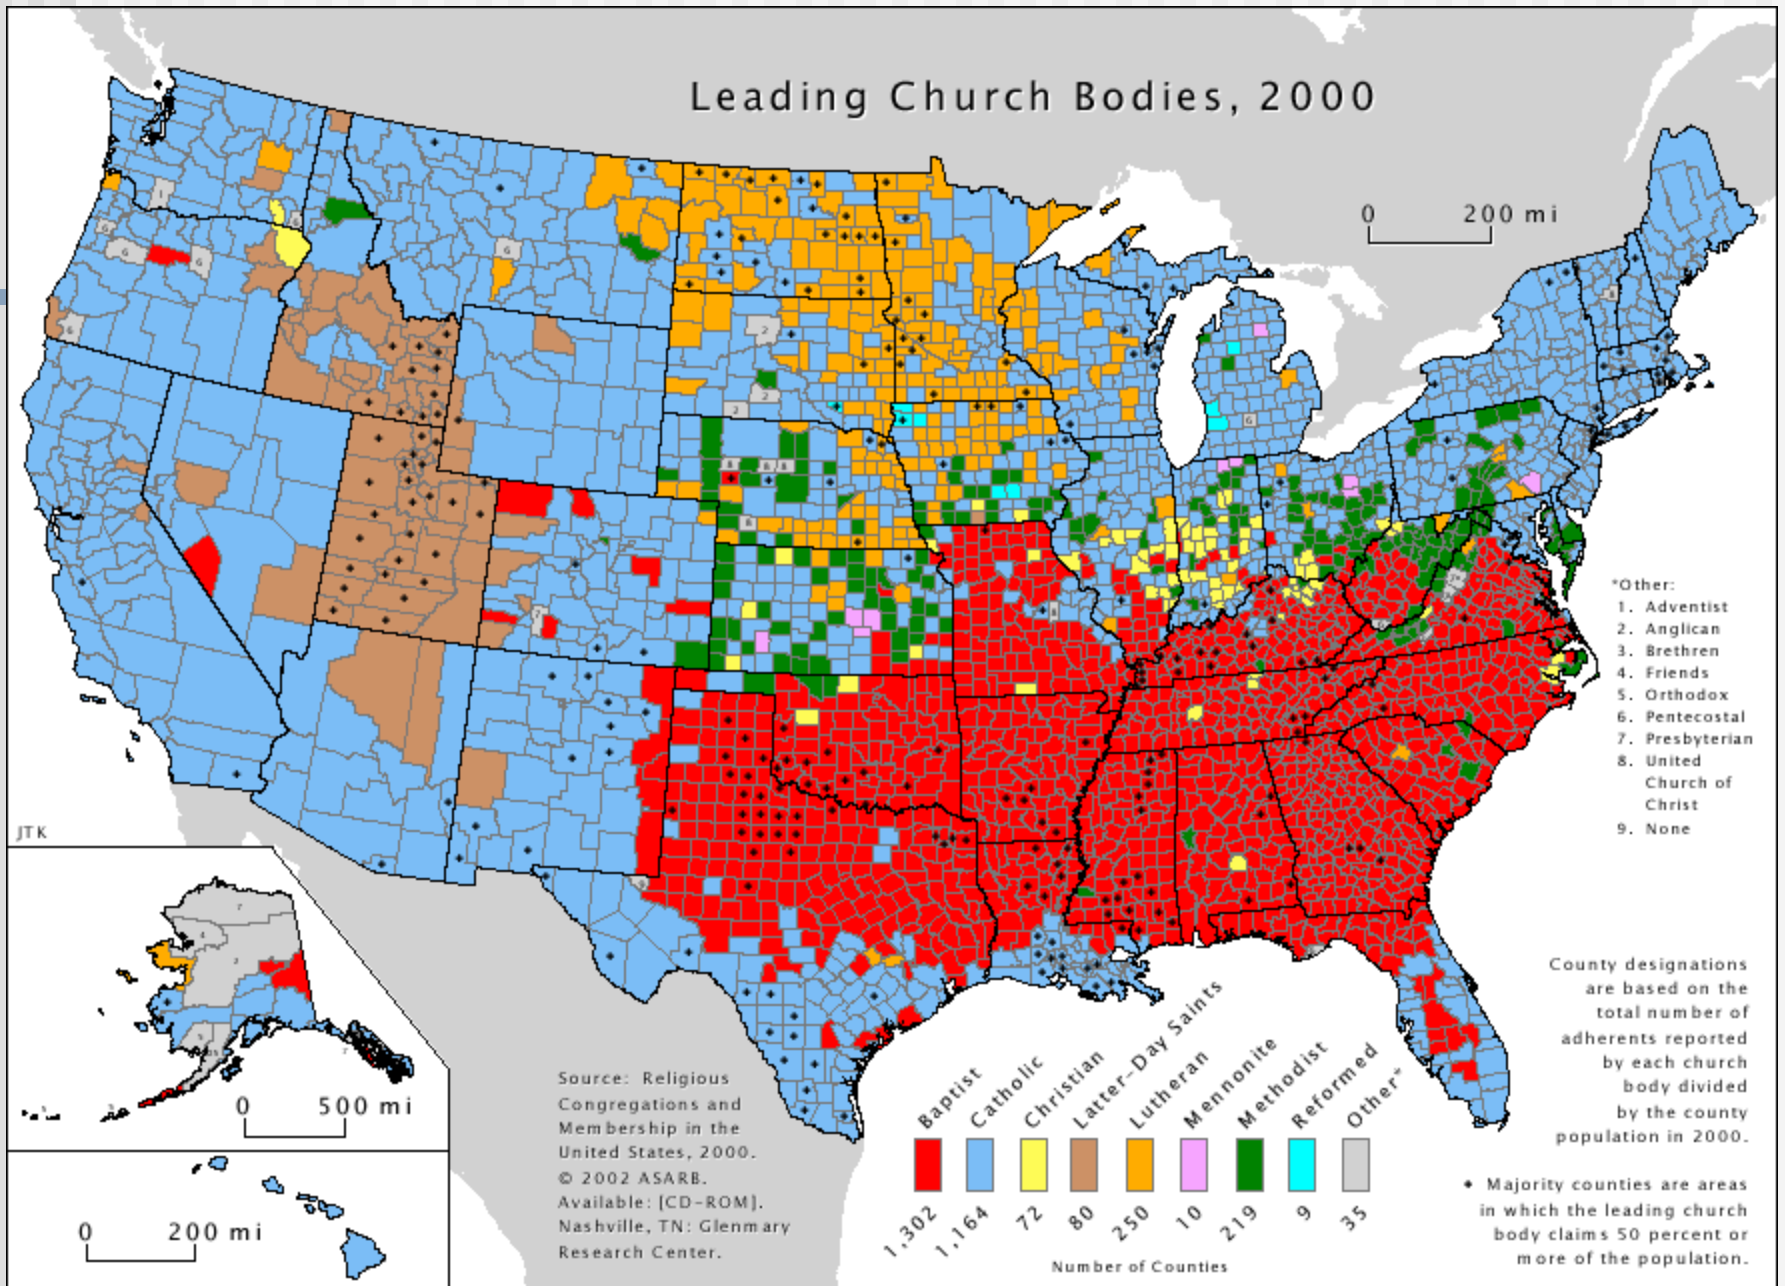 Leading Church Bodies, 2000
0 200 mi
*Other:
1. Adventist
2. Anglican
3. Brethren
4. Friends
5. Orthodox
6. Pentecostal
7. Presbyterian
8. United
Church of
Christ
9. None
JTK
County designations
are based on the
total number of
adherents reported
by each church
body divided
by the county
population in 2000.
Majority counties are areas
in which the leading church
body claims 50 percent or
more of the population.
Source: Religious
Congregations and
Membership in the
United States, 2000.
© 2002 ASARB.
Available: [CD-ROM].
Nashville, TN: Glenmary
Research Center.
Baptist
Catholic
Christian
Latter-Day Saints
Lutheran
Mennonite
Methodist
Reformed
Other*
1,302
1,164
72
80
250
10
219
9
35
Number of Counties
0 500 mi
0 200 mi